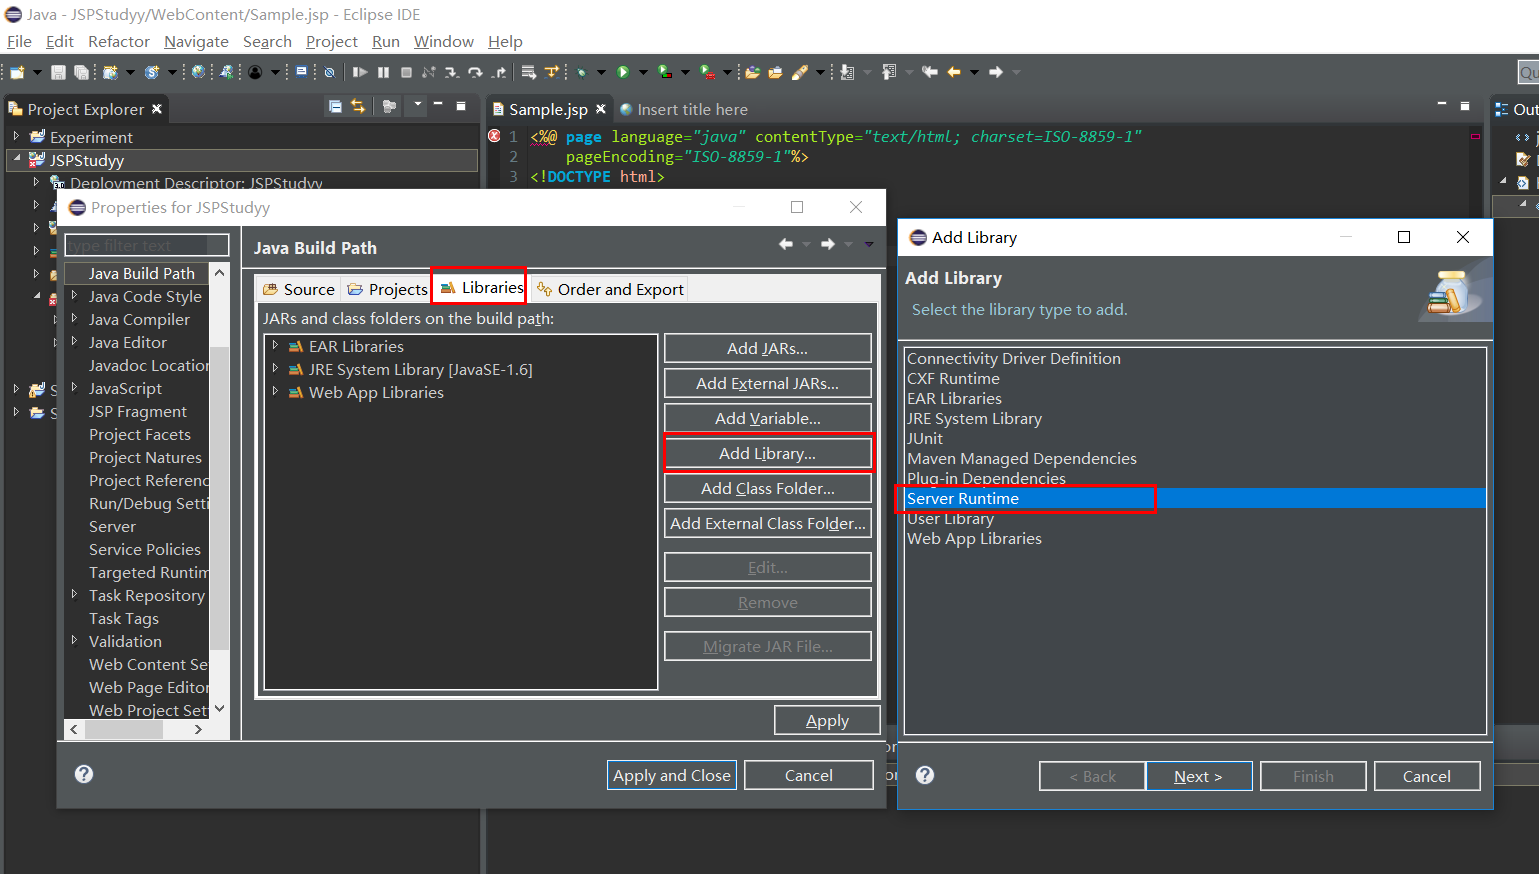 Java - JSPStudyy/WebContent/Sample.jsp - Eclipse IDE
File Edit Refactor Navigate Search Project Run Window Help
Project Explorer
Experiment
JSPStudyy
Deployment Descriptor: JSPStudyy
Sample.jsp
Insert title here
1 <%@ page language="java" contentType="text/html; charset=ISO-8859-1"
2 pageEncoding="ISO-8859-1"%>
3 <!DOCTYPE html>
Properties for JSPStudyy
type filter text
Java Build Path
Java Code Style
Java Compiler
Java Editor
Javadoc Location
JavaScript
JSP Fragment
Project Facets
Project Natures
Project Referenc
Run/Debug Setti
Server
Service Policies
Targeted Runtim
Task Repository
Task Tags
Validation
Web Content Se
Web Page Editor
Web Project Set
Java Build Path
Source Projects Libraries Order and Export
JARs and class folders on the build path:
EAR Libraries
JRE System Library [JavaSE-1.6]
Web App Libraries
Add JARs...
Add External JARs...
Add Variable...
Add Library...
Add Class Folder...
Add External Class Folder...
Edit...
Remove
Migrate JAR File...
Apply
Apply and Close Cancel
Add Library
Add Library
Select the library type to add.
Connectivity Driver Definition
CXF Runtime
EAR Libraries
JRE System Library
JUnit
Maven Managed Dependencies
Plug-in Dependencies
Server Runtime
User Library
Web App Libraries
< Back Next > Finish Cancel
Out